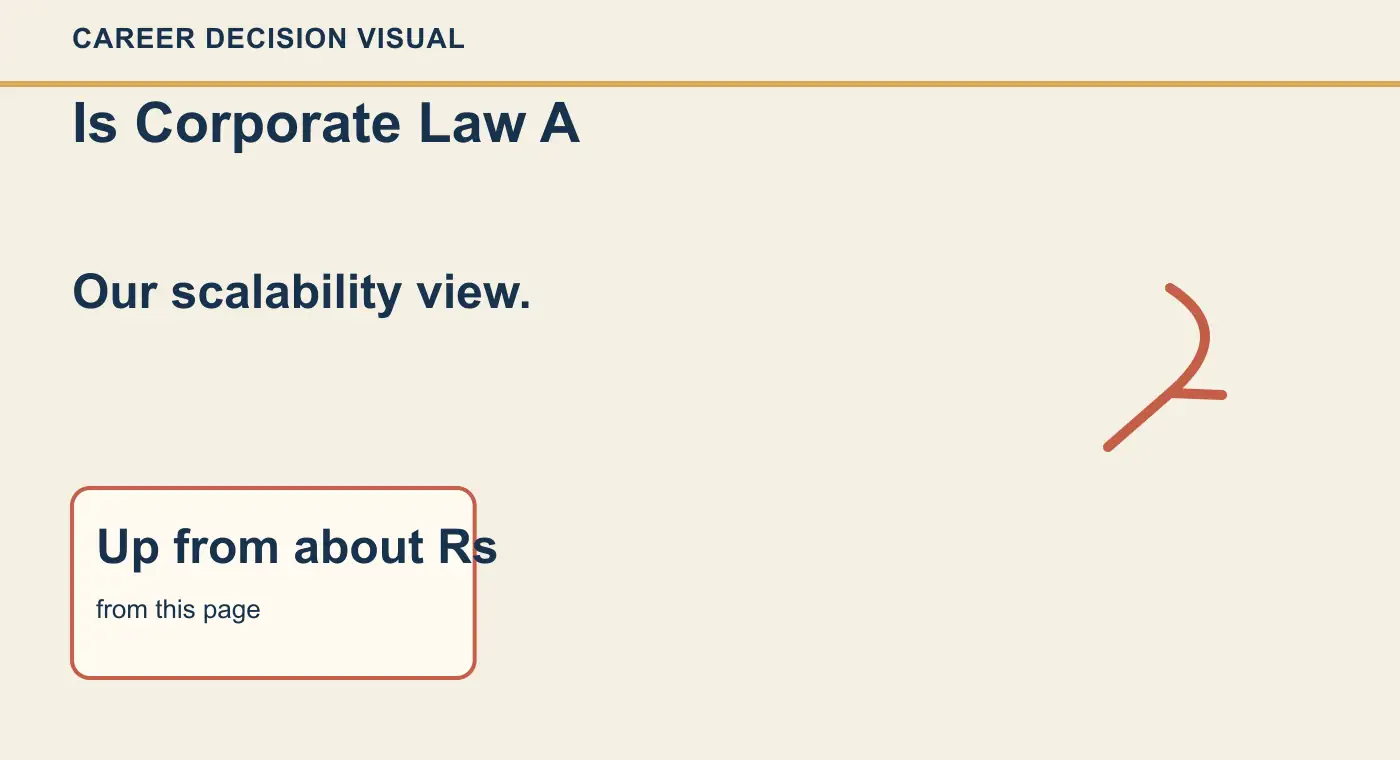 CAREER DECISION VISUAL
Is Corporate Law A
Our scalability view.
Up from about Rs
from this page